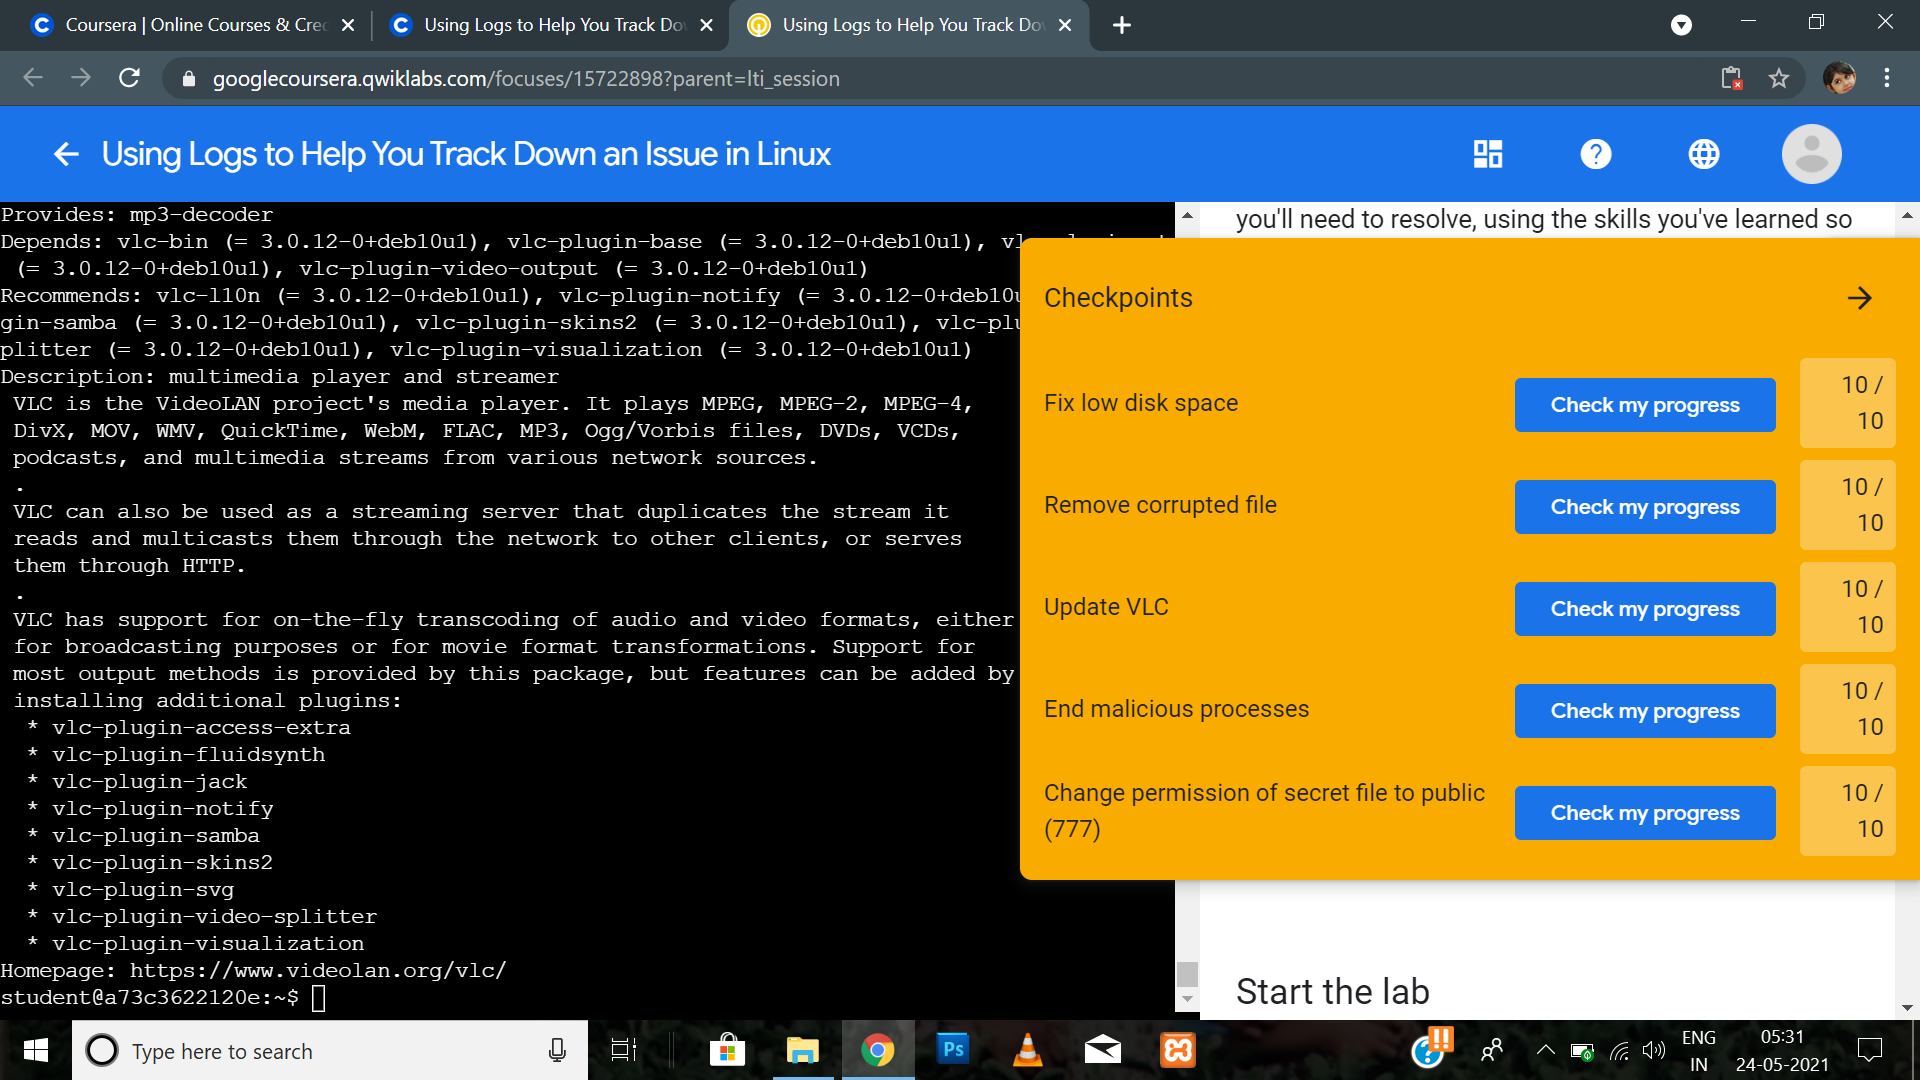 Coursera | Online Courses & Cre
Using Logs to Help You Track Do
Using Logs to Help You Track Do
googlecoursera.qwiklabs.com/focuses/15722898?parent=lti_session
Using Logs to Help You Track Down an Issue in Linux
Provides: mp3-decoder
Depends: vlc-bin (= 3.0.12-0+deb10u1), vlc-plugin-base (= 3.0.12-0+deb10u1),
(= 3.0.12-0+deb10u1), vlc-plugin-video-output (= 3.0.12-0+deb10u1)
Recommends: vlc-l10n (= 3.0.12-0+deb10u1), vlc-plugin-notify (= 3.0.12-0+deb10u
gin-samba (= 3.0.12-0+deb10u1), vlc-plugin-skins2 (= 3.0.12-0+deb10u1), vlc-plu
plitter (= 3.0.12-0+deb10u1), vlc-plugin-visualization (= 3.0.12-0+deb10u1)
Description: multimedia player and streamer
VLC is the VideoLAN project's media player. It plays MPEG, MPEG-2, MPEG-4,
DivX, MOV, WMV, QuickTime, WebM, FLAC, MP3, Ogg/Vorbis files, DVDs, VCDs,
podcasts, and multimedia streams from various network sources.
.
VLC can also be used as a streaming server that duplicates the stream it
reads and multicasts them through the network to other clients, or serves
them through HTTP.
.
VLC has support for on-the-fly transcoding of audio and video formats, either
for broadcasting purposes or for movie format transformations. Support for
most output methods is provided by this package, but features can be added by
installing additional plugins:
* vlc-plugin-access-extra
* vlc-plugin-fluidsynth
* vlc-plugin-jack
* vlc-plugin-notify
* vlc-plugin-samba
* vlc-plugin-skins2
* vlc-plugin-svg
* vlc-plugin-video-splitter
* vlc-plugin-visualization
Homepage: https://www.videolan.org/vlc/
student@a73c3622120e:~$
you'll need to resolve, using the skills you've learned so
Checkpoints
Fix low disk space
Check my progress
10 /
10
Remove corrupted file
Check my progress
10 /
10
Update VLC
Check my progress
10 /
10
End malicious processes
Check my progress
10 /
10
Change permission of secret file to public
(777)
Check my progress
10 /
10
Start the lab
Type here to search
Ps
ENG
IN
05:31
24-05-2021